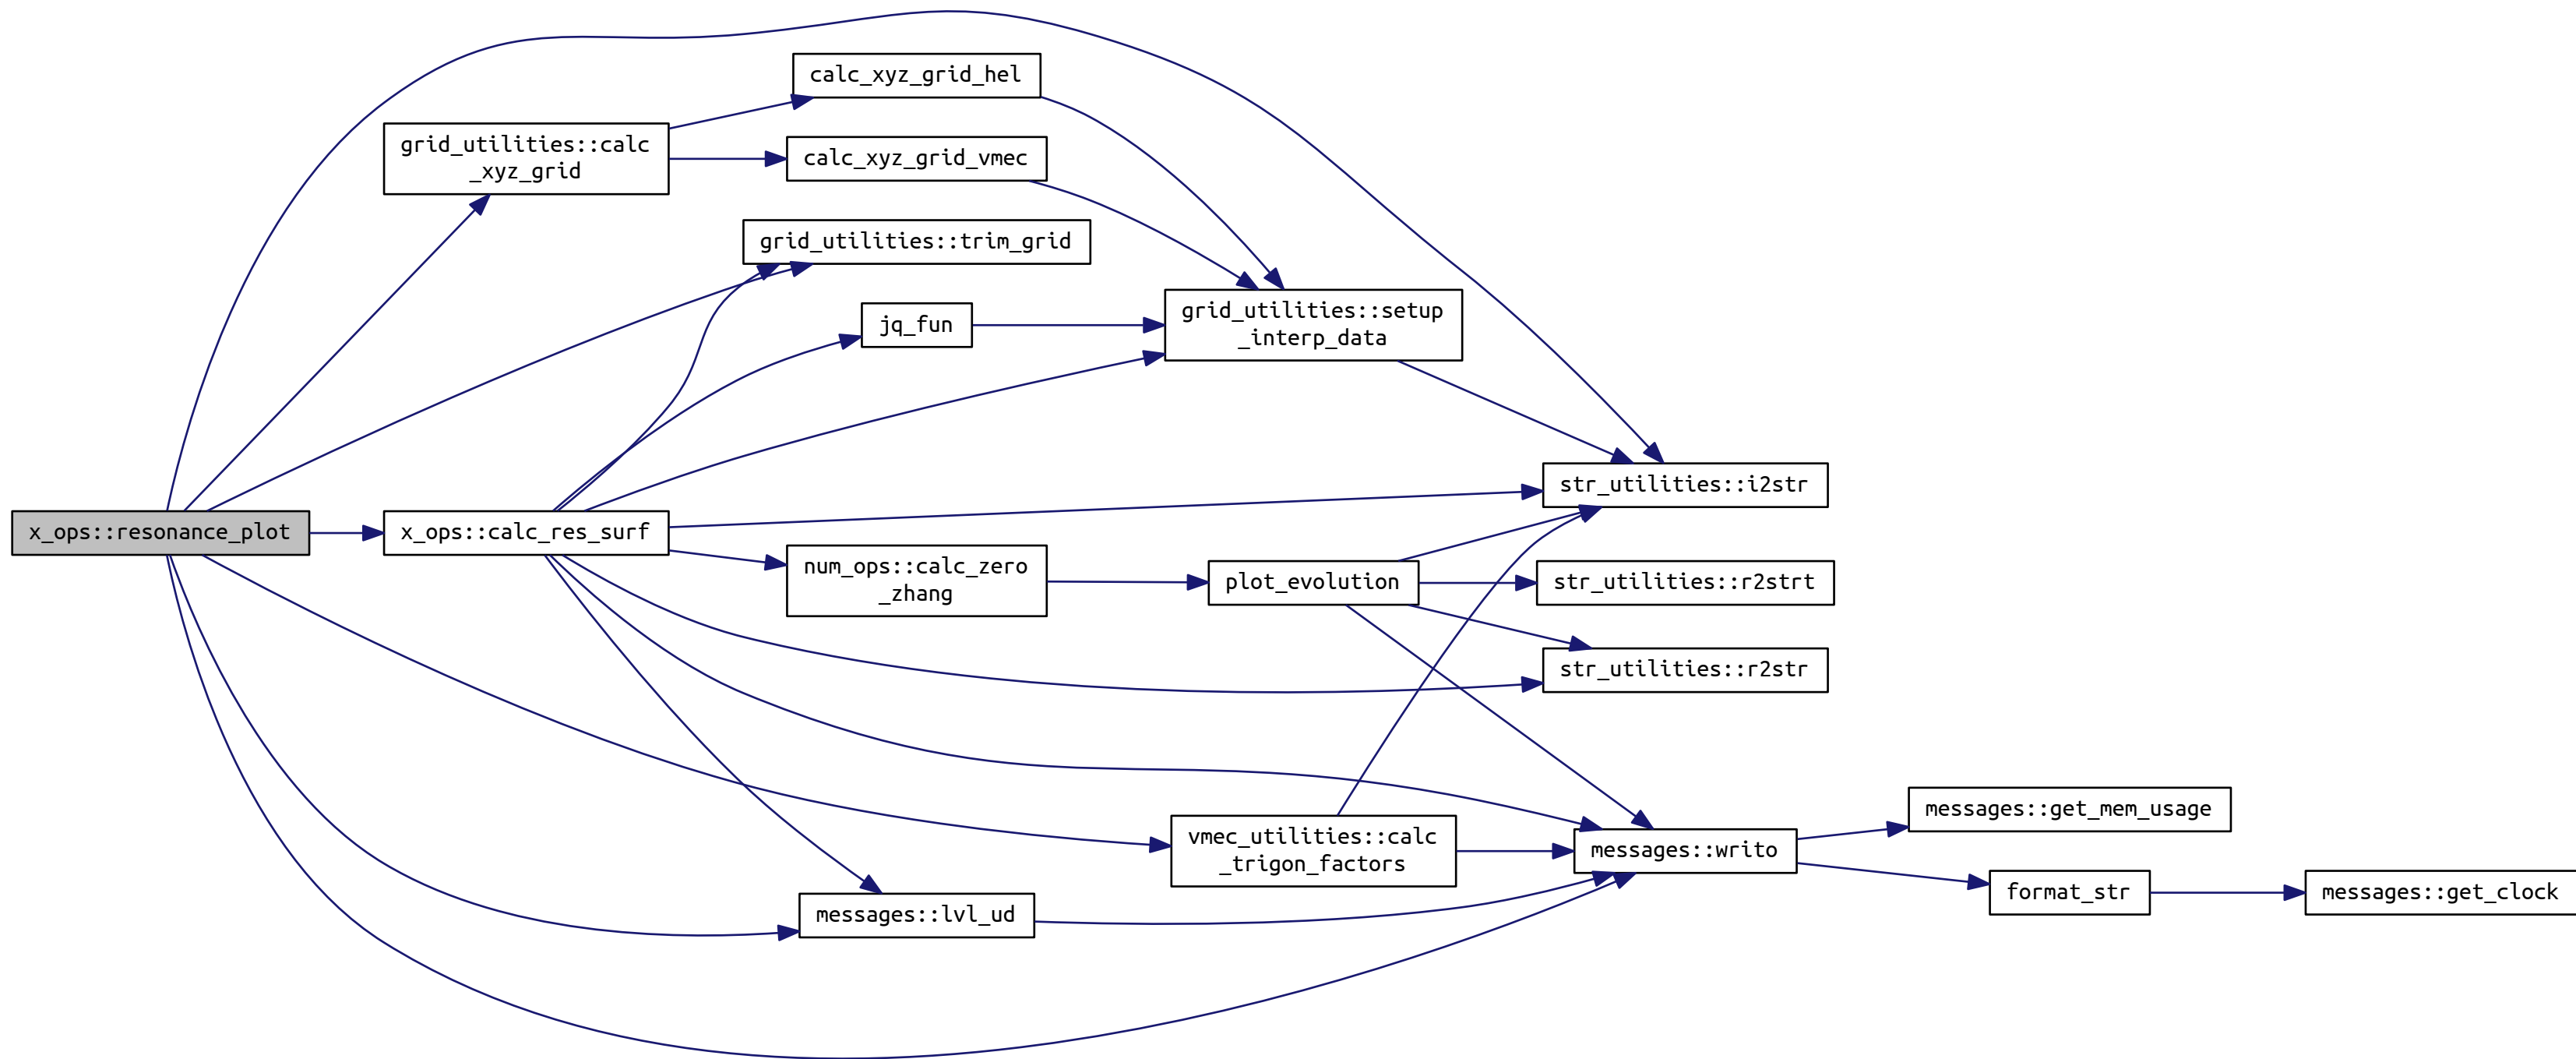 calc_xyz_grid_hel
grid_utilities::calc
_xyz_grid
calc_xyz_grid_vmec
grid_utilities::trim_grid
jq_fun
grid_utilities::setup
_interp_data
str_utilities::i2str
x_ops::resonance_plot
x_ops::calc_res_surf
num_ops::calc_zero
_zhang
plot_evolution
str_utilities::r2strt
str_utilities::r2str
messages::get_mem_usage
vmec_utilities::calc
_trigon_factors
messages::writo
format_str
messages::get_clock
messages::lvl_ud